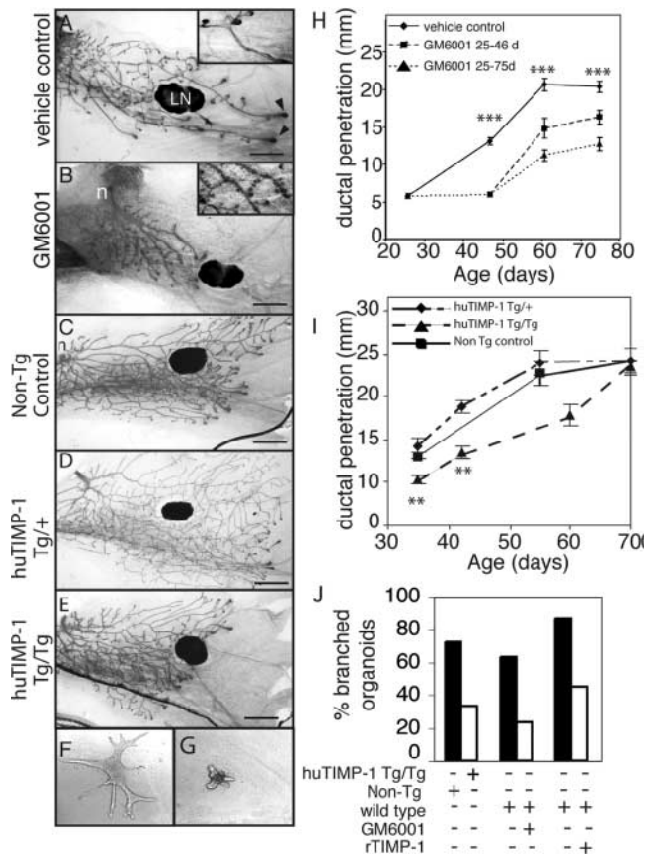 A
LN
vehicle control
B
n
GM6001
C
n
Non-Tg
Control
D
huTIMP-1
Tg/+
E
huTIMP-1
Tg/Tg
F
G
H
vehicle control
GM6001 25-46 d
GM6001 25-75d
***
***
***
ductal penetration (mm)
25
20
15
10
5
0
20
30
40
50
60
70
80
Age (days)
I
huTIMP-1 Tg/+
huTIMP-1 Tg/Tg
Non Tg control
**
**
ductal penetration (mm)
30
25
20
15
10
0
30
40
50
60
70
Age (days)
J
% branched
organoids
100
80
60
40
20
0
huTIMP-1 Tg/Tg - + - - - -
Non-Tg + - - - - -
wild type - - + + + +
GM6001 - - - + - -
rTIMP-1 - - - - - +